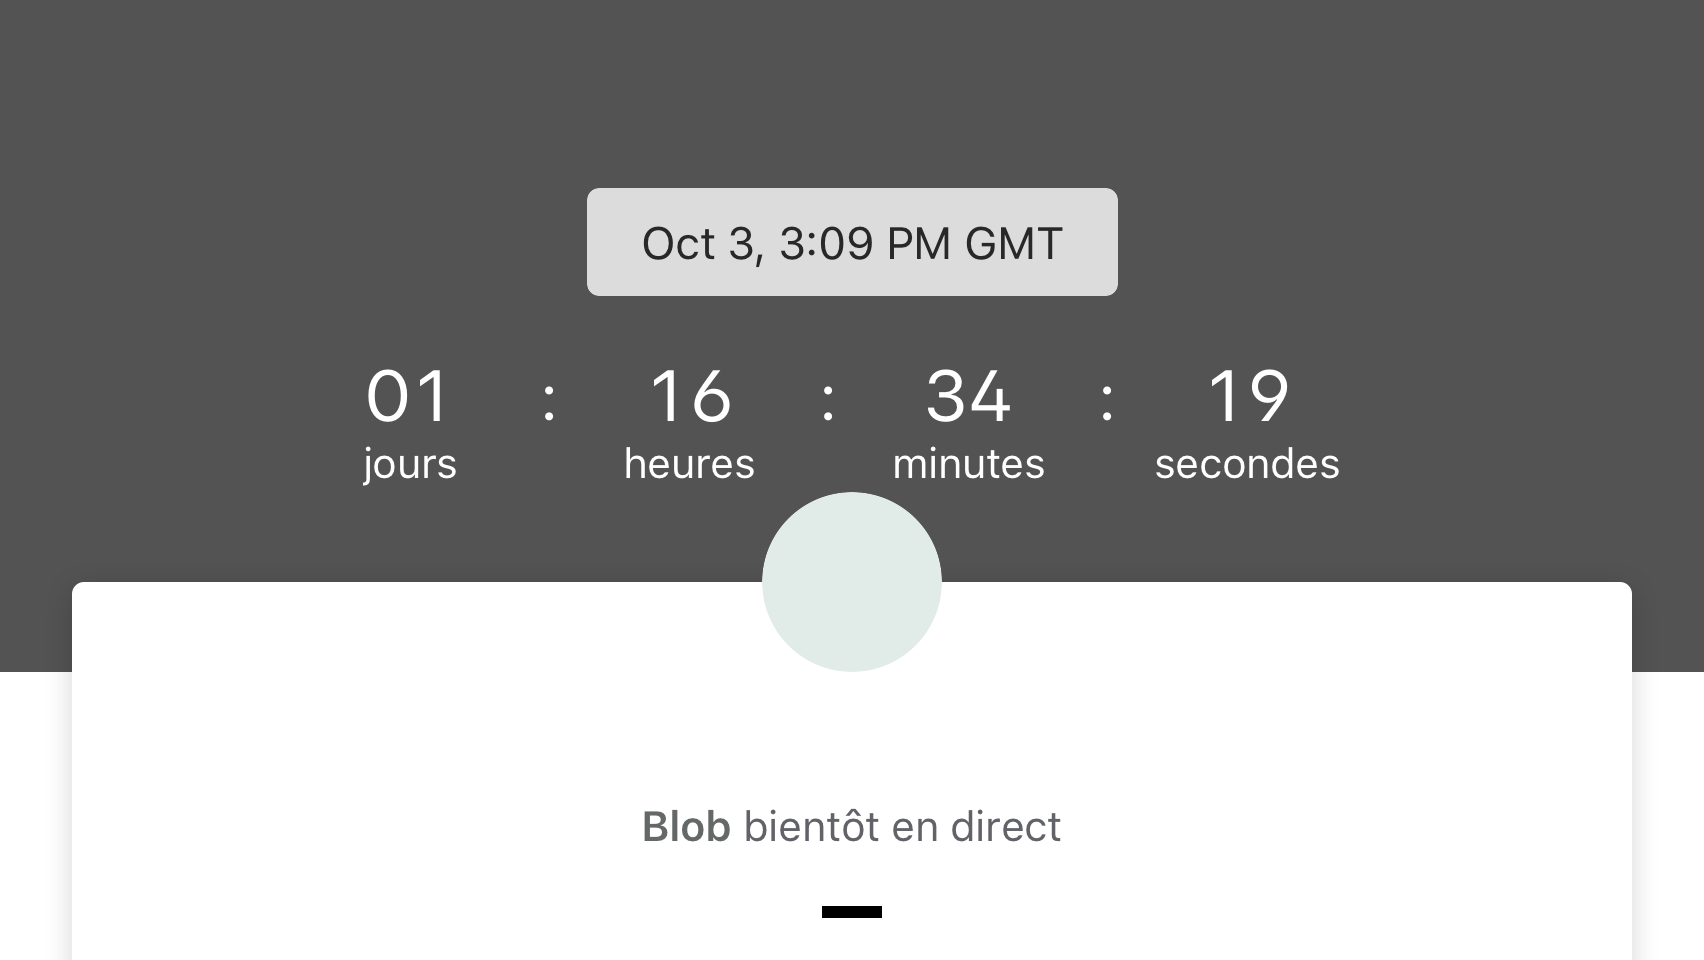 Oct 3, 3:09 PM GMT
01 : 16 : 34 : 19
jours heures minutes secondes
Blob bientôt en direct